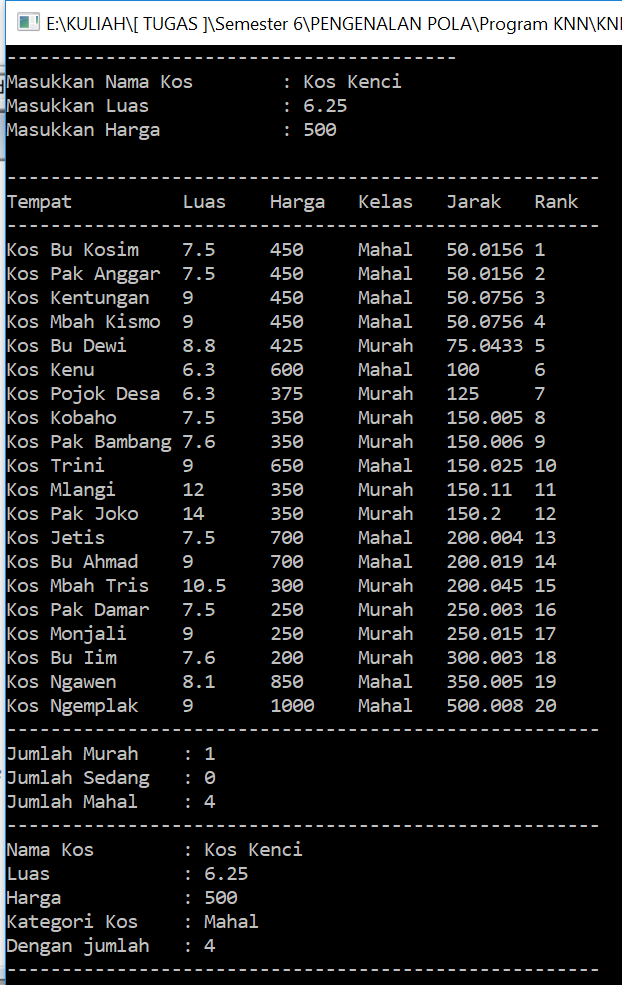 E:\KULIAH\[ TUGAS ]\Semester 6\PENGENALAN POLA\Program KNN\KN
-----------------------------------------
Masukkan Nama Kos : Kos Kenci
Masukkan Luas : 6.25
Masukkan Harga : 500
------------------------------------------------------
Tempat Luas Harga Kelas Jarak Rank
------------------------------------------------------
Kos Bu Kosim 7.5 450 Mahal 50.0156 1
Kos Pak Anggar 7.5 450 Mahal 50.0156 2
Kos Kentungan 9 450 Mahal 50.0756 3
Kos Mbah Kismo 9 450 Mahal 50.0756 4
Kos Bu Dewi 8.8 425 Murah 75.0433 5
Kos Kenu 6.3 600 Mahal 100 6
Kos Pojok Desa 6.3 375 Murah 125 7
Kos Kobaho 7.5 350 Murah 150.005 8
Kos Pak Bambang 7.6 350 Murah 150.006 9
Kos Trini 9 650 Mahal 150.025 10
Kos Mlangi 12 350 Murah 150.11 11
Kos Pak Joko 14 350 Murah 150.2 12
Kos Jetis 7.5 700 Mahal 200.004 13
Kos Bu Ahmad 9 700 Mahal 200.019 14
Kos Mbah Tris 10.5 300 Murah 200.045 15
Kos Pak Damar 7.5 250 Murah 250.003 16
Kos Monjali 9 250 Murah 250.015 17
Kos Bu Iim 7.6 200 Murah 300.003 18
Kos Ngawen 8.1 850 Mahal 350.005 19
Kos Ngemplak 9 1000 Mahal 500.008 20
------------------------------------------------------
Jumlah Murah : 1
Jumlah Sedang : 0
Jumlah Mahal : 4
------------------------------------------------------
Nama Kos : Kos Kenci
Luas : 6.25
Harga : 500
Kategori Kos : Mahal
Dengan jumlah : 4
------------------------------------------------------